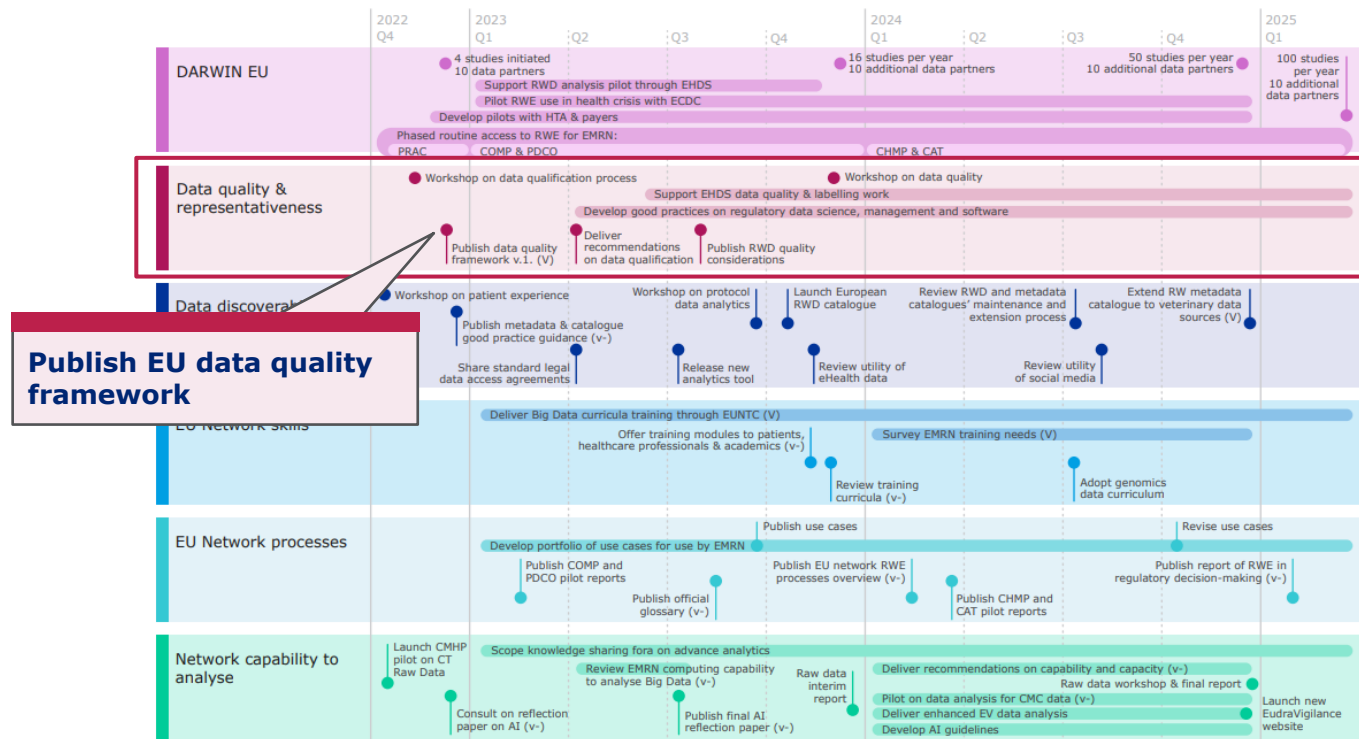 2022
2023
2024
2025
Q4
Q1
Q2
Q3
Q4
Q1
Q2
Q3
Q4
Q1
DARWIN EU
4 studies initiated
10 data partners
16 studies per year
10 additional data partners
50 studies per year
10 additional data partners
100 studies
per year
10 additional
data partners
Support RWD analysis pilot through EHDS
Pilot RWE use in health crisis with ECDC
Develop pilots with HTA & payers
Phased routine access to RWE for EMRN:
PRAC
COMP & PDCO
CHMP & CAT
Data quality &
representativeness
Workshop on data qualification process
Workshop on data quality
Support EHDS data quality & labelling work
Develop good practices on regulatory data science, management and software
Publish data quality
framework v.1. (V)
Deliver
recommendations
on data qualification
Publish RWD quality
considerations
Data discoverabi
Workshop on patient experience
Publish metadata & catalogue
good practice guidance (v-)
Share standard legal
data access agreements
Workshop on protocol
data analytics
Release new
analytics tool
Launch European
RWD catalogue
Review utility of
eHealth data
Review RWD and metadata
catalogues' maintenance and
extension process
Review utility
of social media
Extend RW metadata
catalogue to veterinary data
sources (V)
Publish EU data quality
framework
EU Network skills
Deliver Big Data curricula training through EUNTC (V)
Offer training modules to patients,
healthcare professionals & academics (v-)
Survey EMRN training needs (V)
Review training
curricula (v-)
Adopt genomics
data curriculum
EU Network processes
Publish use cases
Revise use cases
Develop portfolio of use cases for use by EMRN
Publish COMP and
PDCO pilot reports
Publish official
glossary (v-)
Publish EU network RWE
processes overview (v-)
Publish CHMP and
CAT pilot reports
Publish report of RWE in
regulatory decision-making (v-)
Network capability to
analyse
Launch CMHP
pilot on CT
Raw Data
Scope knowledge sharing fora on advance analytics
Review EMRN computing capability
to analyse Big Data (v-)
Consult on reflection
paper on AI (v-)
Publish final AI
reflection paper (v-)
Raw data
interim
report
Deliver recommendations on capability and capacity (v-)
Raw data workshop & final report
Pilot on data analysis for CMC data (v-)
Deliver enhanced EV data analysis
Develop AI guidelines
Launch new
EudraVigilance
website